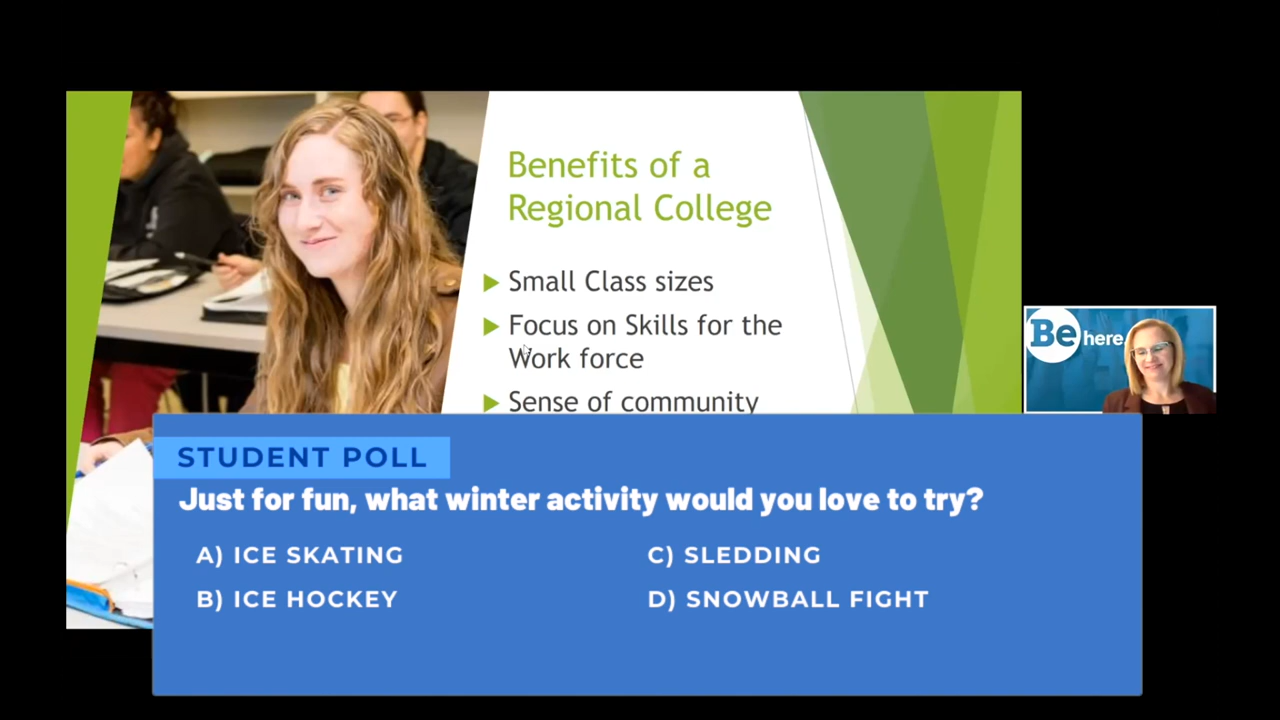 Benefits of a
Regional College
Small Class sizes
Focus on Skills for the
Work force
Sense of community
Be here.
STUDENT POLL
Just for fun, what winter activity would you love to try?
A) ICE SKATING
B) ICE HOCKEY
C) SLEDDING
D) SNOWBALL FIGHT